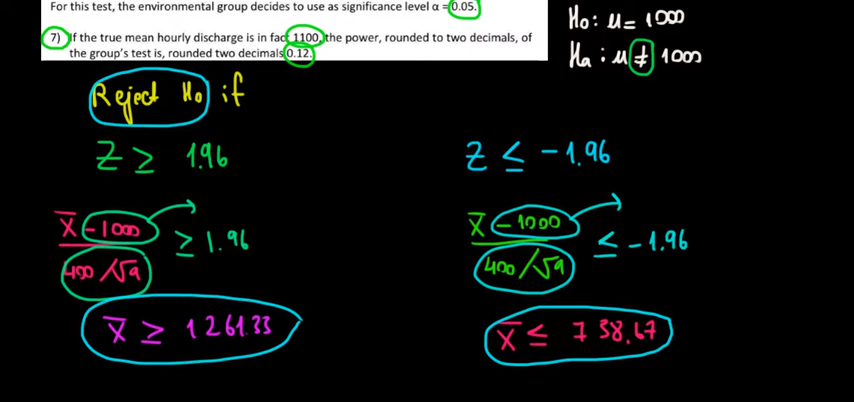 For this test, the environmental group decides to use as significance level α = 0.05.
7) If the true mean hourly discharge is in fact 1100, the power, rounded to two decimals, of
the group's test is, rounded two decimals 0.12.
Ho: μ = 1000
Ha: μ ≠ 1000
Reject Ho if
Z ≥ 1.96
Z ≤ -1.96
X̄ - 1000
400/√9
≥ 1.96
X̄ - 1000
400/√9
≤ -1.96
X̄ ≥ 1261.33
X̄ ≤ 738.67